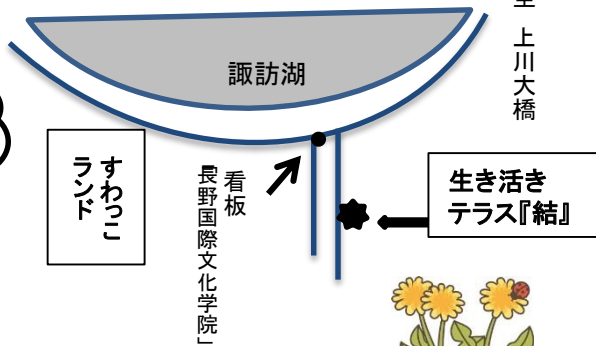 上川大橋
諏訪湖
すわっこ
ランド
看板
「長野国際文化学院」
生き活き
テラス『結』